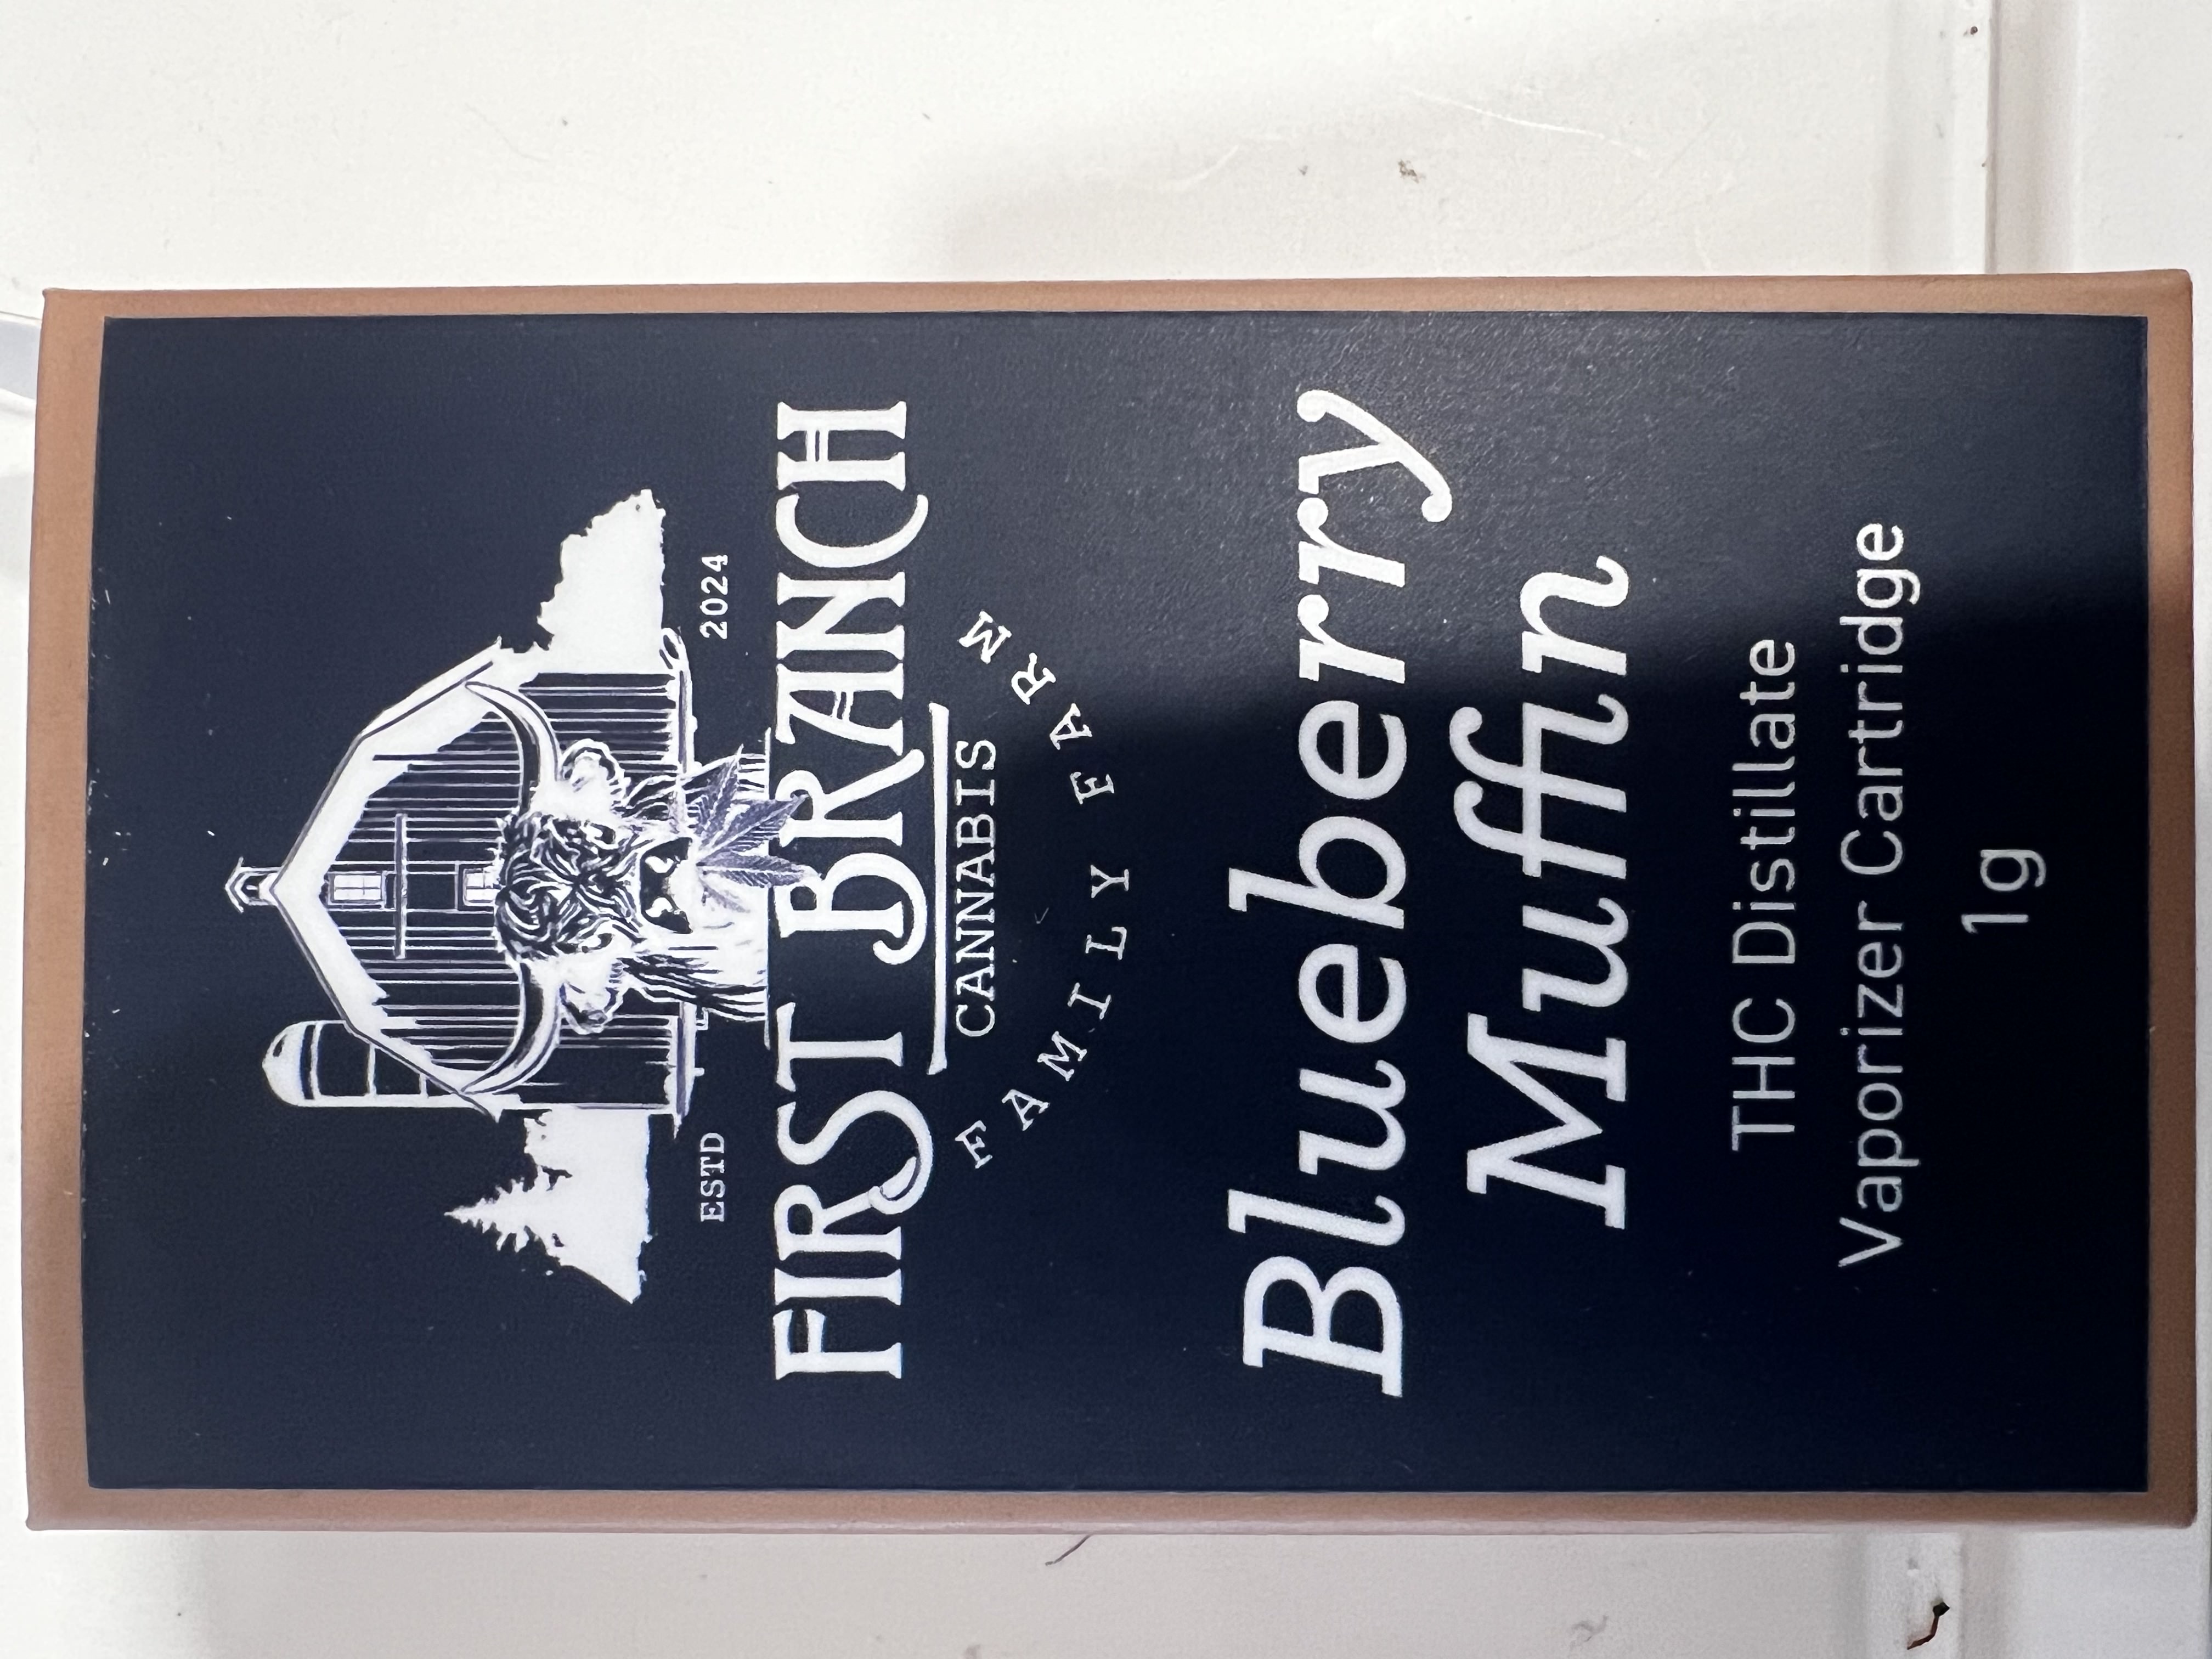 ESTD 2024
FIRST BRANCH
CANNABIS
FAMILY FARM
Blueberry
Muffin
THC Distillate
Vaporizer Cartridge
1g